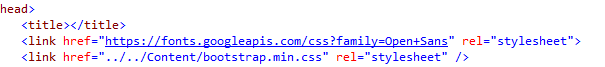 head>
<title></title>
<link href="https://fonts.googleapis.com/css?family=Open+Sans" rel="stylesheet">
<link href="../../Content/bootstrap.min.css" rel="stylesheet" />